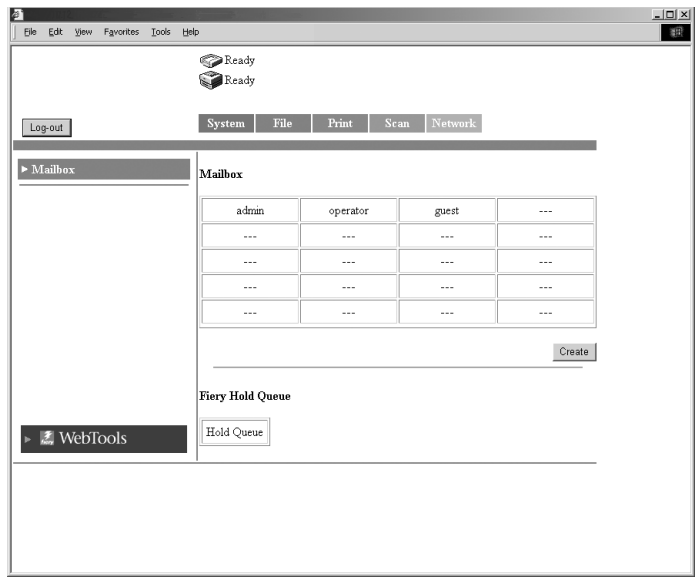 File Edit View Favorites Tools Help
Ready
Ready
Log-out
System File Print Scan Network
Mailbox
Mailbox
admin operator guest ---
--- --- --- ---
--- --- --- ---
--- --- --- ---
--- --- --- ---
Create
Fiery Hold Queue
Hold Queue
Fiery WebTools